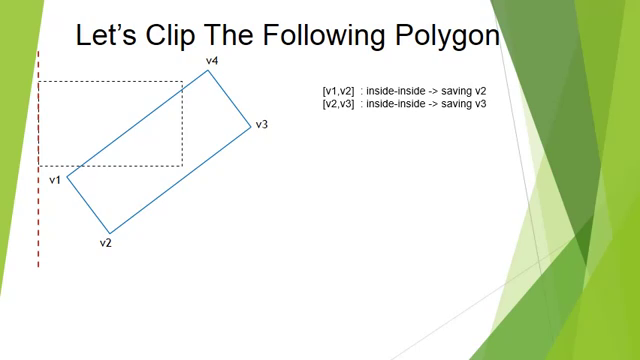 Let's Clip The Following Polygon
v4
[v1,v2] : inside-inside -> saving v2
[v2,v3] : inside-inside -> saving v3
v3
v1
v2